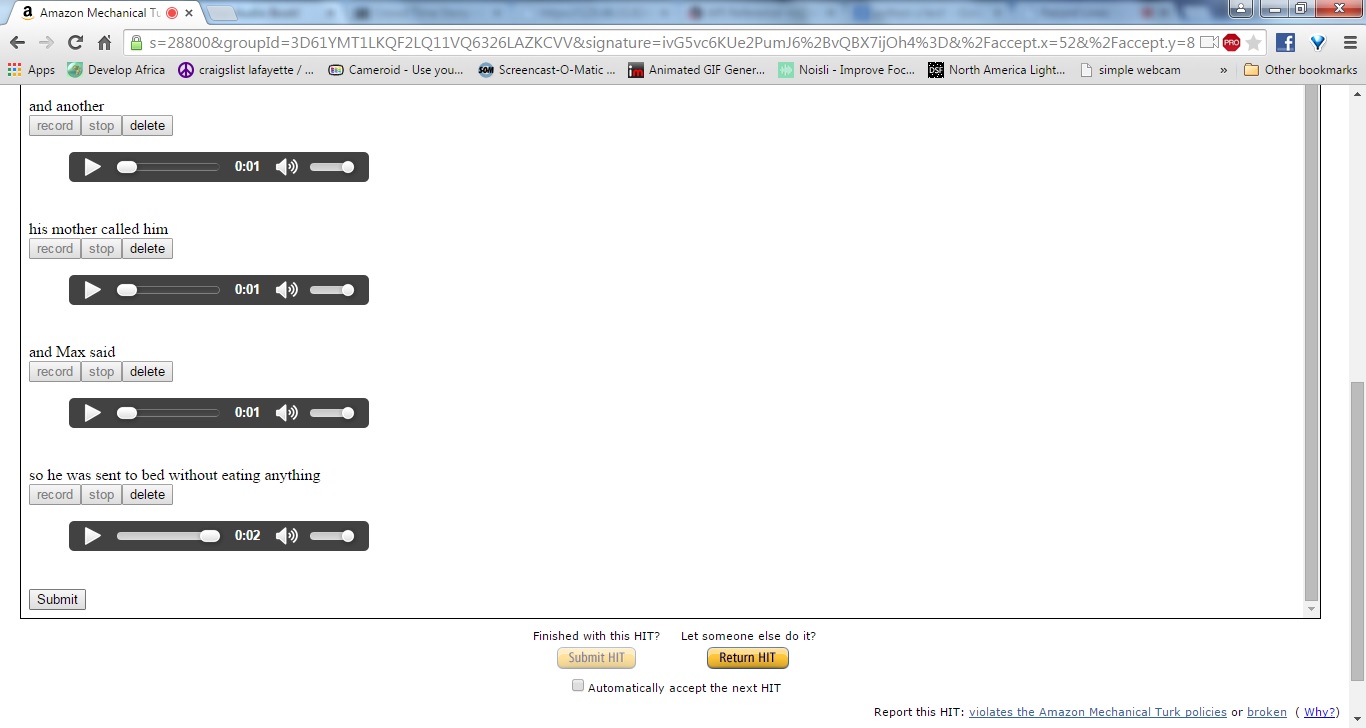 Amazon Mechanical Tu
s=28800&groupId=3D61YMT1LKQF2LQ11VQ6326LAZKCVV&signature=ivG5vc6KUe2PumJ6%2BvQBX7ijOh4%3D&%2Faccept.x=52&%2Faccept.y=8 PRO
Apps Develop Africa craigslist lafayette / ... Cameroid - Use you... SOM Screencast-O-Matic ... im Animated GIF Gener... Noisli - Improve Foc... DSF North America Light... simple webcam » Other bookmarks
and another
record stop delete
0:01
his mother called him
record stop delete
0:01
and Max said
record stop delete
0:01
so he was sent to bed without eating anything
record stop delete
0:02
Submit
Finished with this HIT? Let someone else do it?
Submit HIT Return HIT
Automatically accept the next HIT
Report this HIT: violates the Amazon Mechanical Turk policies or broken ( Why?)